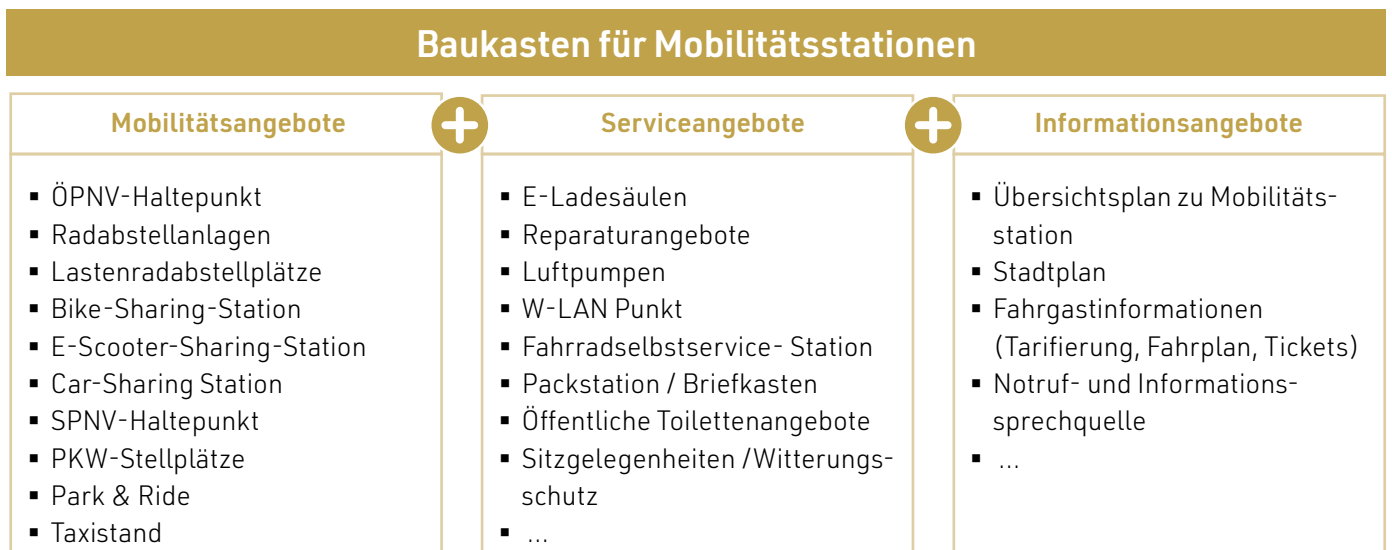 Baukasten für Mobilitätsstationen
Mobilitätsangebote
▪ ÖPNV-Haltepunkt
▪ Radabstellanlagen
▪ Lastenradabstellplätze
▪ Bike-Sharing-Station
▪ E-Scooter-Sharing-Station
▪ Car-Sharing Station
▪ SPNV-Haltepunkt
▪ PKW-Stellplätze
▪ Park & Ride
▪ Taxistand
+
Serviceangebote
▪ E-Ladesäulen
▪ Reparaturangebote
▪ Luftpumpen
▪ W-LAN Punkt
▪ Fahrradselbstservice- Station
▪ Packstation / Briefkasten
▪ Öffentliche Toilettenangebote
▪ Sitzgelegenheiten /Witterungs-
schutz
▪ ...
+
Informationsangebote
▪ Übersichtsplan zu Mobilitäts-
station
▪ Stadtplan
▪ Fahrgastinformationen
(Tarifierung, Fahrplan, Tickets)
▪ Notruf- und Informations-
sprechquelle
▪ ...